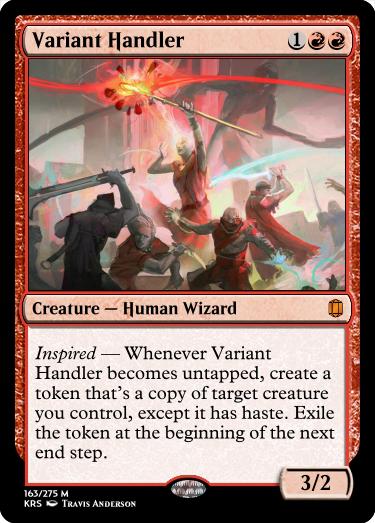 Variant Handler 1
Creature — Human Wizard
Inspired — Whenever Variant
Handler becomes untapped, create a
token that's a copy of target creature
you control, except it has haste. Exile
the token at the beginning of the next
end step.
3/2
163/275 M
KRS Travis Anderson